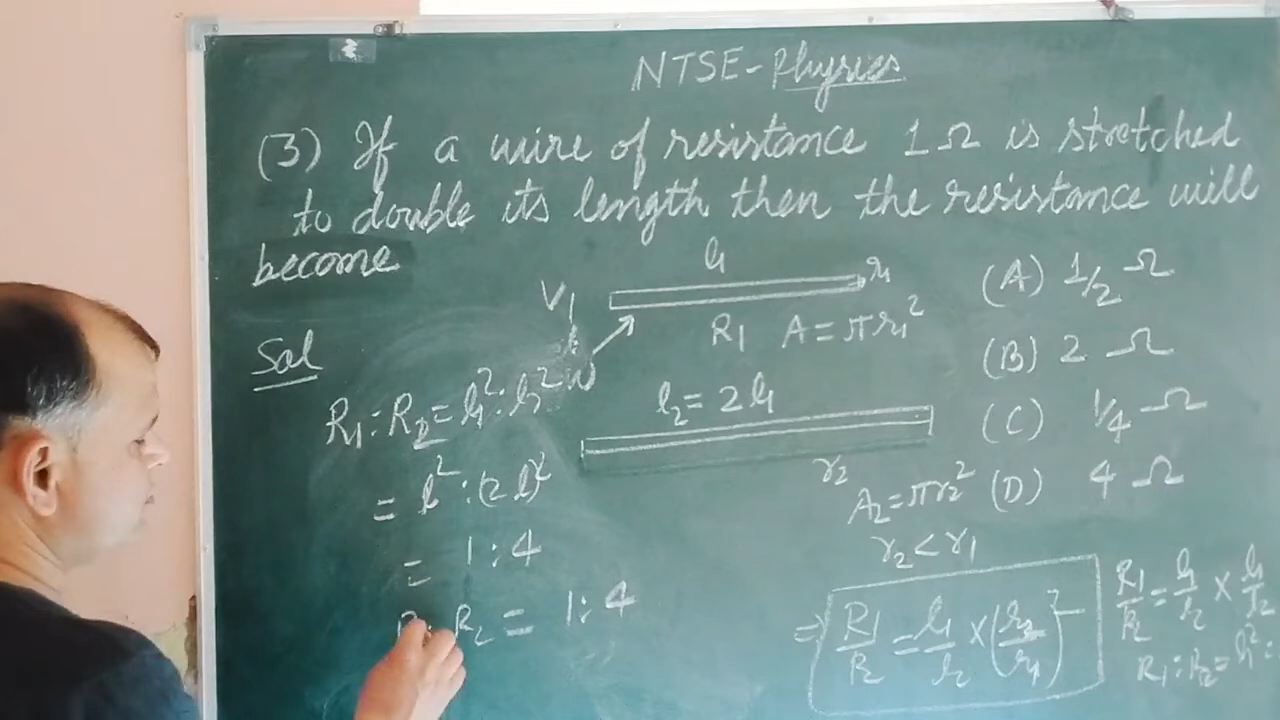 NTSE-Physics
(3) If a wire of resistance 1 Ω is stretched
to double its length then the resistance will
become
l₁
r₁
V₁
R₁ A = πr₁²
Sol
R₁ : R₂ = l₁² : l₂²
= l² : (2l)²
= 1 : 4
R₂ = 1 : 4
l₂ = 2l₁
r₂
A₂ = πr₂²
r₂ < r₁
(A) 1/2 Ω
(B) 2 Ω
(C) 1/4 Ω
(D) 4 Ω
⇒ R₁/R₂ = l₁/l₂ × (r₂/r₁)²
R₁/R₂ = l₁/l₂ × l₁/l₂
R₁ : R₂ = l₁² :